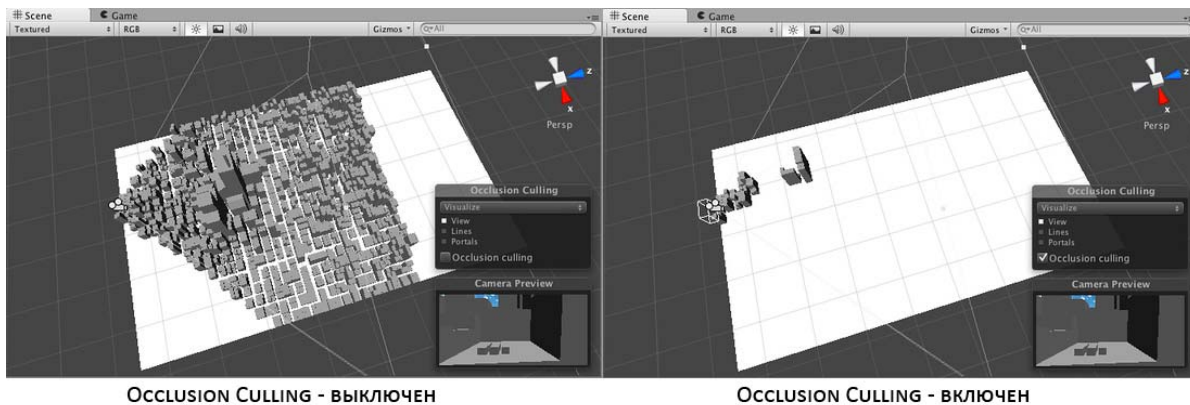 Scene Game
Textured RGB Gizmos All
z
x
Persp
Occlusion Culling
Visualize
View
Lines
Portals
Occlusion culling
Camera Preview
OCCLUSION CULLING - ВЫКЛЮЧЕН
Scene Game
Textured RGB Gizmos All
z
x
Persp
Occlusion Culling
Visualize
View
Lines
Portals
Occlusion culling
Camera Preview
OCCLUSION CULLING - ВКЛЮЧЕН